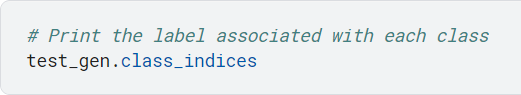 # Print the label associated with each class
test_gen.class_indices